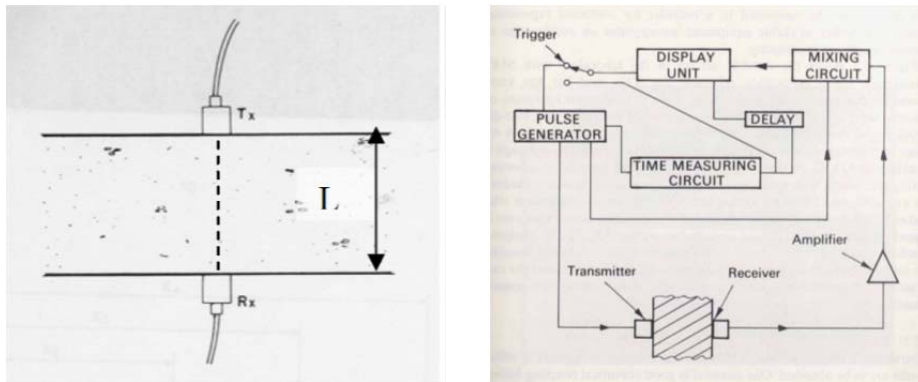 Tx
L
Rx
Trigger
DISPLAY
UNIT
MIXING
CIRCUIT
PULSE
GENERATOR
DELAY
TIME MEASURING
CIRCUIT
Amplifier
Transmitter
Receiver